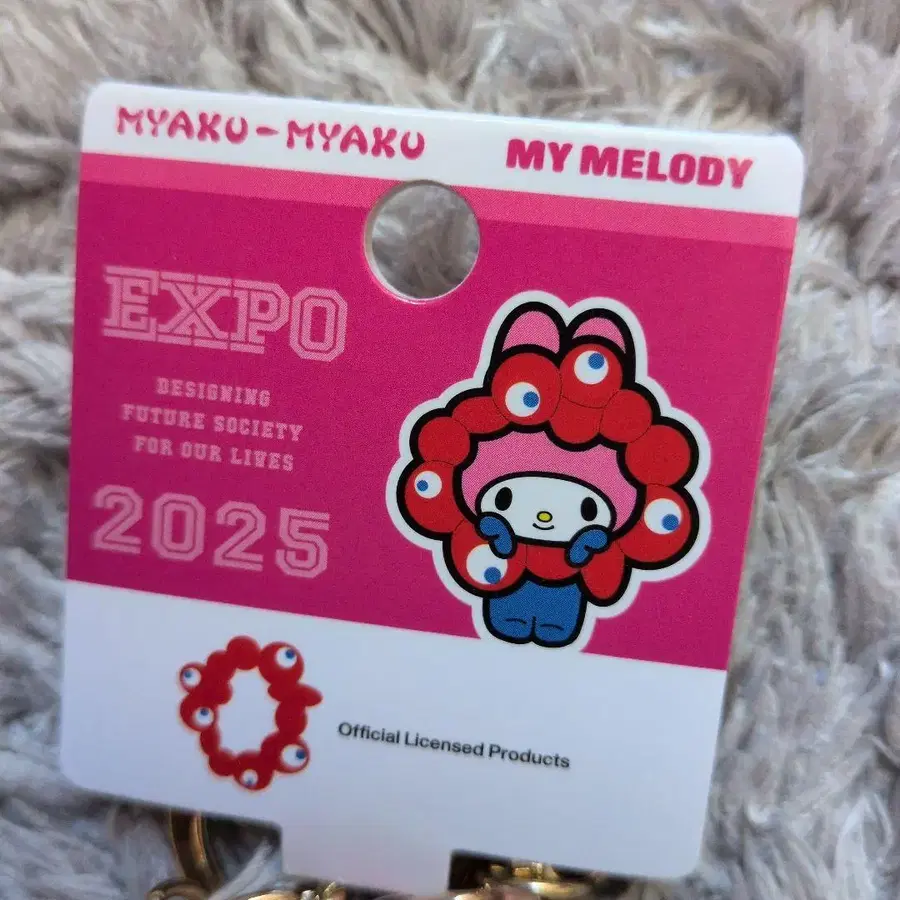 MYAKU-MYAKU
MY MELODY
EXPO
DESIGNING
FUTURE SOCIETY
FOR OUR LIVES
2025
Official Licensed Products